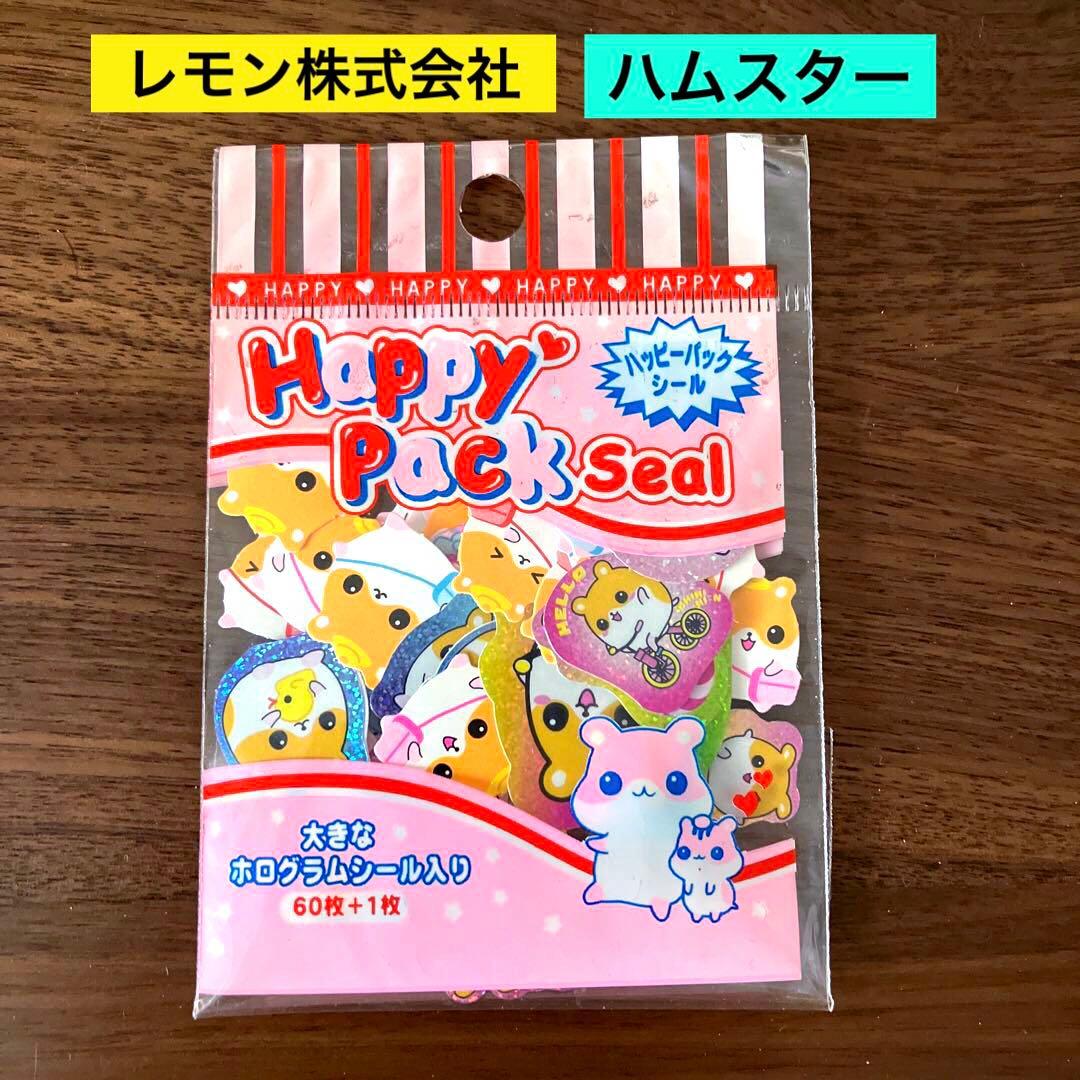 レモン株式会社
ハムスター
HAPPY HAPPY HAPPY HAPPY
Happy
Pack Seal
ハッピーパック
シール
HELLO
大きな
ホログラムシール入り
60枚+1枚